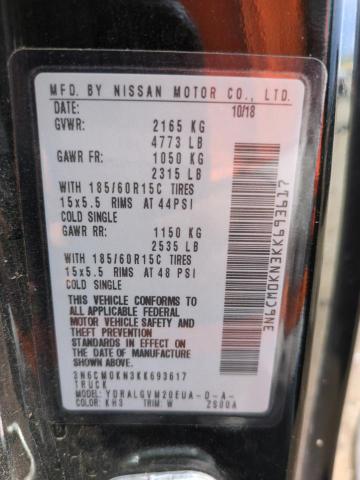 MFD. BY NISSAN MOTOR CO., LTD.
DATE: 10/18
GVWR: 2165 KG
4773 LB
GAWR FR: 1050 KG
2315 LB
WITH 185/60R15C TIRES
15x5.5 RIMS AT 44PSI
COLD SINGLE
GAWR RR: 1150 KG
2535 LB
WITH 185/60R15C TIRES
15x5.5 RIMS AT 48 PSI
COLD SINGLE
THIS VEHICLE CONFORMS TO
ALL APPLICABLE FEDERAL
MOTOR VEHICLE SAFETY
AND THEFT PREVENTION
STANDARDS IN EFFECT ON
THE DATE OF MANUFACTURE
SHOWN ABOVE.
3N6CM0KN3KK693617
TRUCK
MODEL: YDRALGVM20EUA-D-A-
COLOR: KH3 TRIM: W 2S00A
3N6CM0KN3KK693617